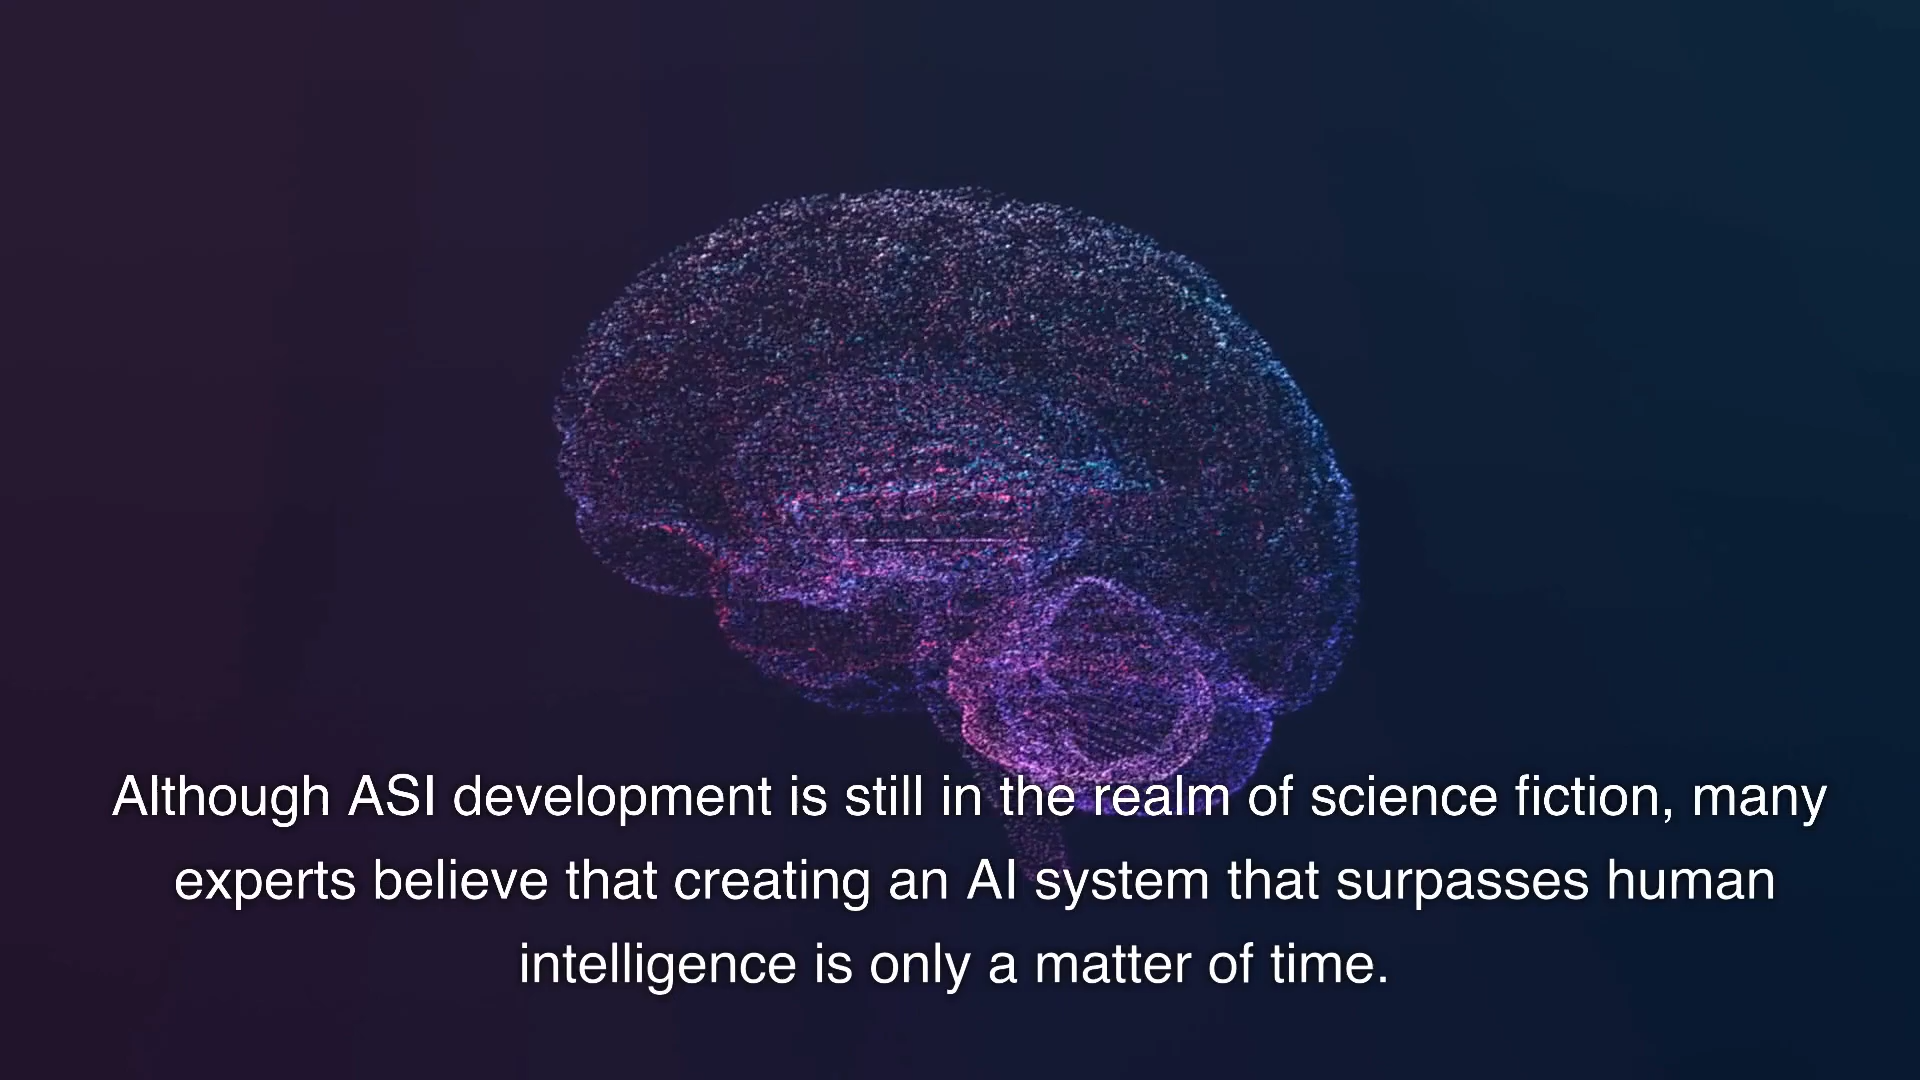 Although ASI development is still in the realm of science fiction, many
experts believe that creating an AI system that surpasses human
intelligence is only a matter of time.